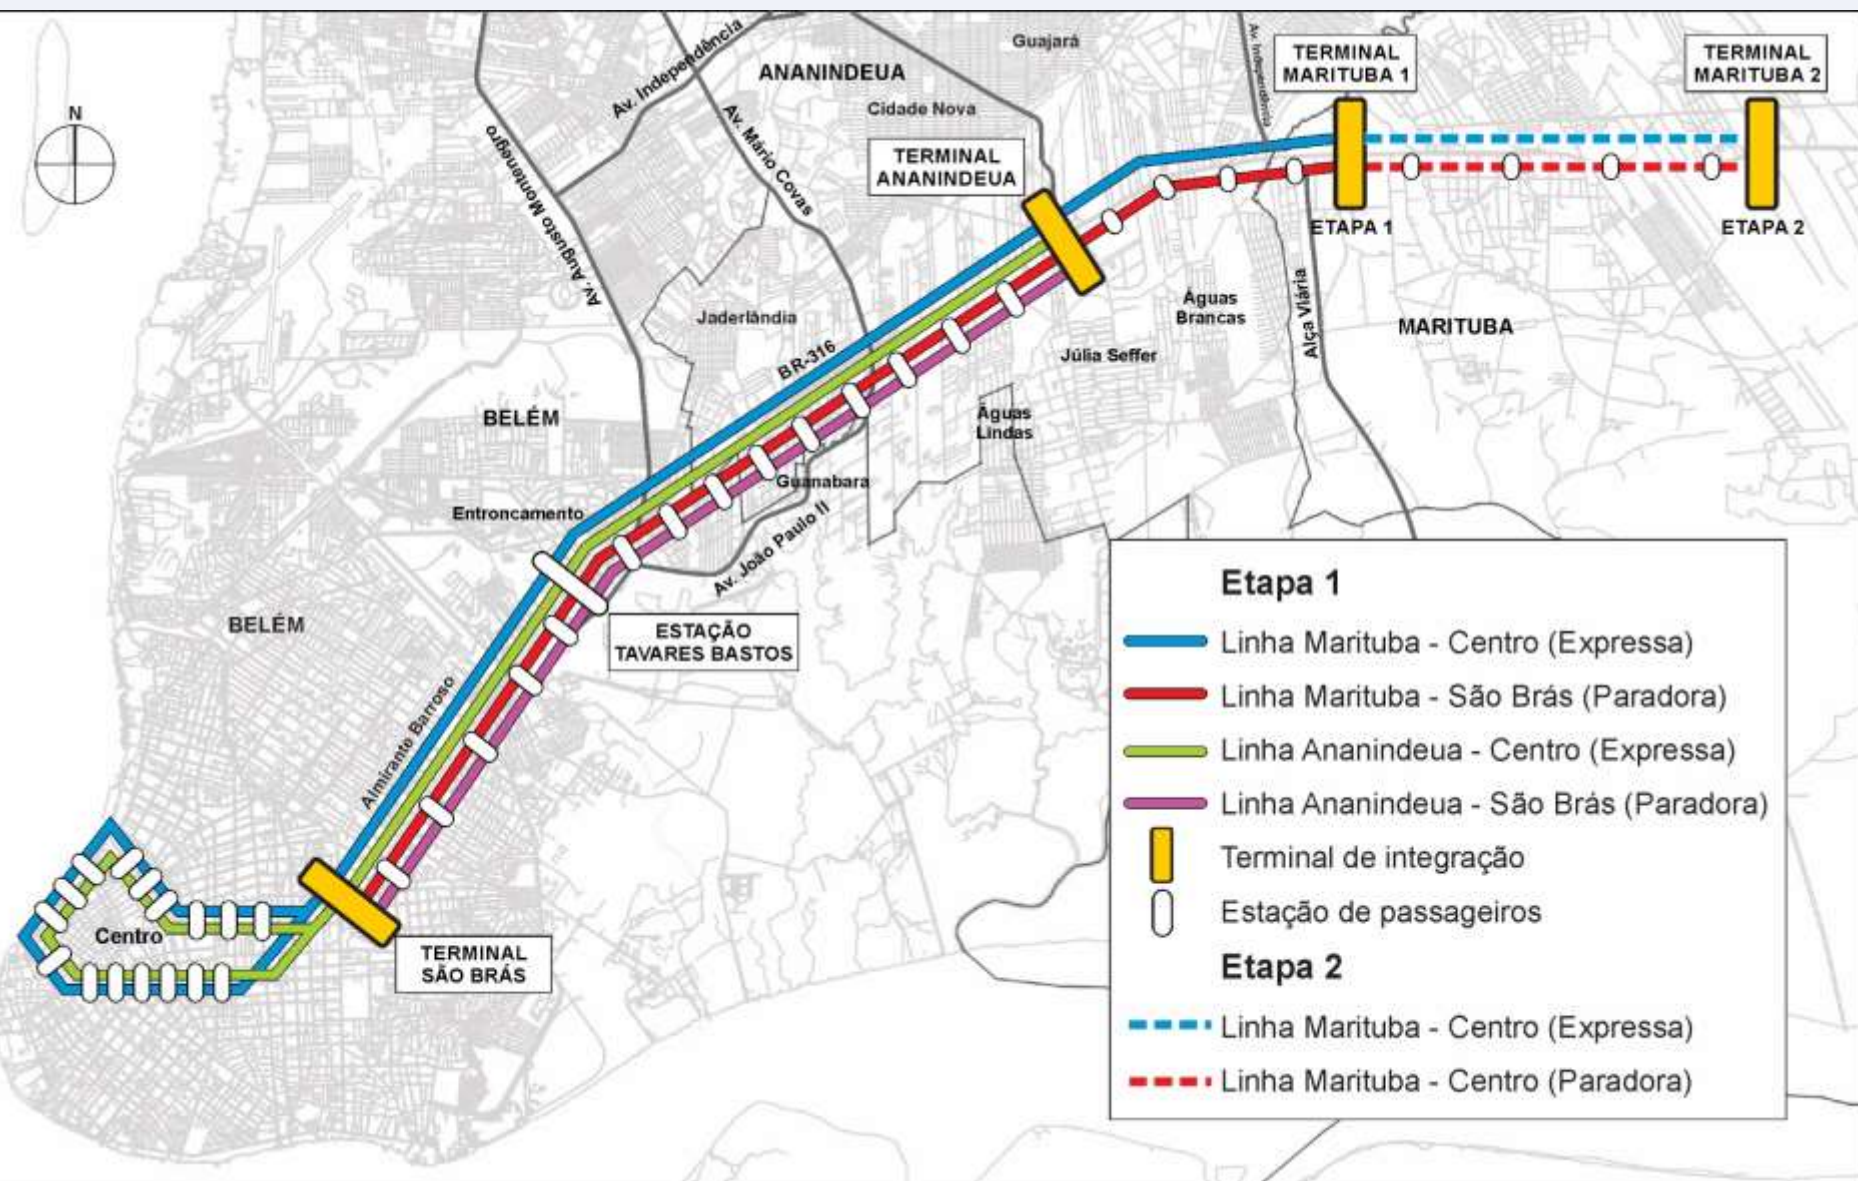 Guajará
Av. Independência
Av. Independência
TERMINAL
MARITUBA 1
TERMINAL
MARITUBA 2
ANANINDEUA
Cidade Nova
N
Av. Mário Covas
Av. Augusto Montenegro
TERMINAL
ANANINDEUA
ETAPA 1
ETAPA 2
Águas
Brancas
Alça Viária
MARITUBA
Jaderlândia
BR-316
Júlia Seffer
BELÉM
Águas
Lindas
Guanabara
Entroncamento
Av. João Paulo II
BELÉM
ESTAÇÃO
TAVARES BASTOS
Almirante Barroso
Centro
TERMINAL
SÃO BRÁS
Etapa 1
Linha Marituba - Centro (Expressa)
Linha Marituba - São Brás (Paradora)
Linha Ananindeua - Centro (Expressa)
Linha Ananindeua - São Brás (Paradora)
Terminal de integração
Estação de passageiros
Etapa 2
Linha Marituba - Centro (Expressa)
Linha Marituba - Centro (Paradora)